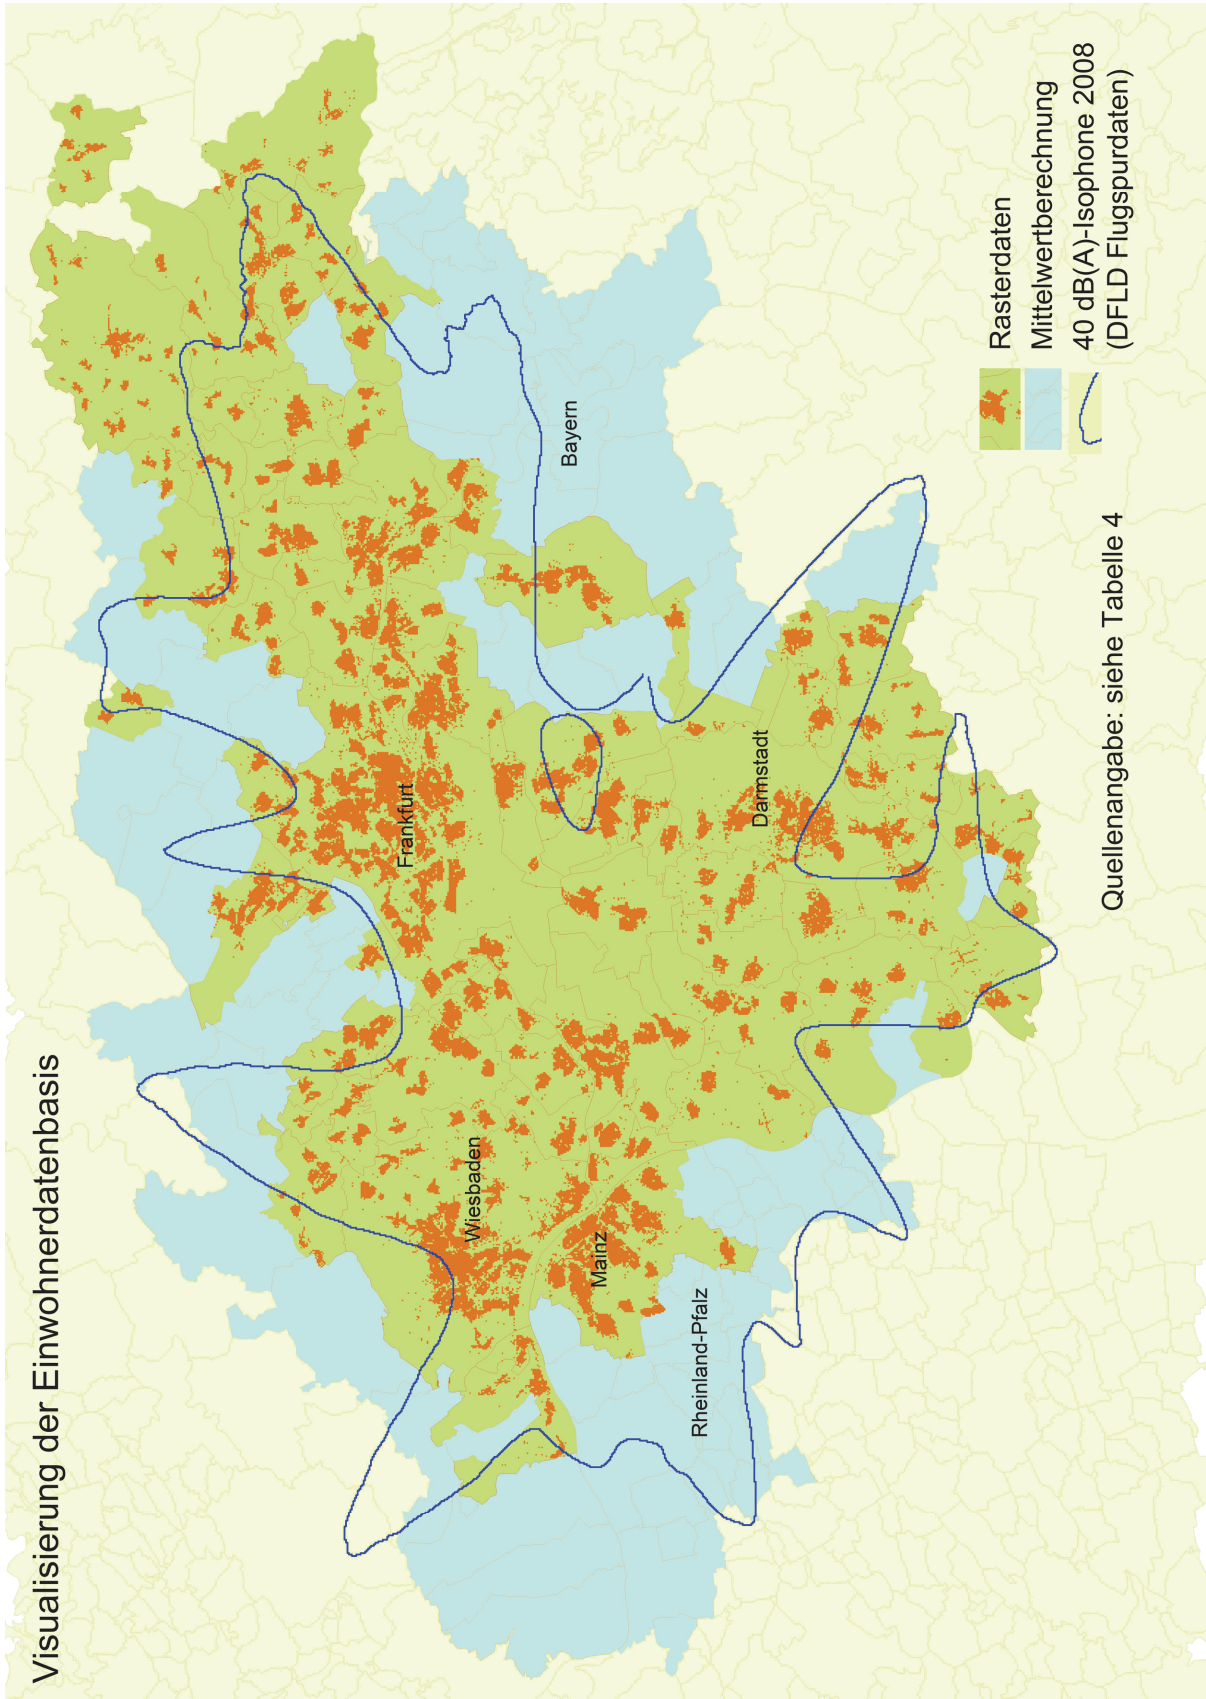 Visualisierung der Einwohnerdatenbasis
Frankfurt
Wiesbaden
Bayern
Mainz
Rheinland-Pfalz
Darmstadt
Rasterdaten
Mittelwertberechnung
40 dB(A)-Isophone 2008
(DFLD Flugspurdaten)
Quellenangabe: siehe Tabelle 4